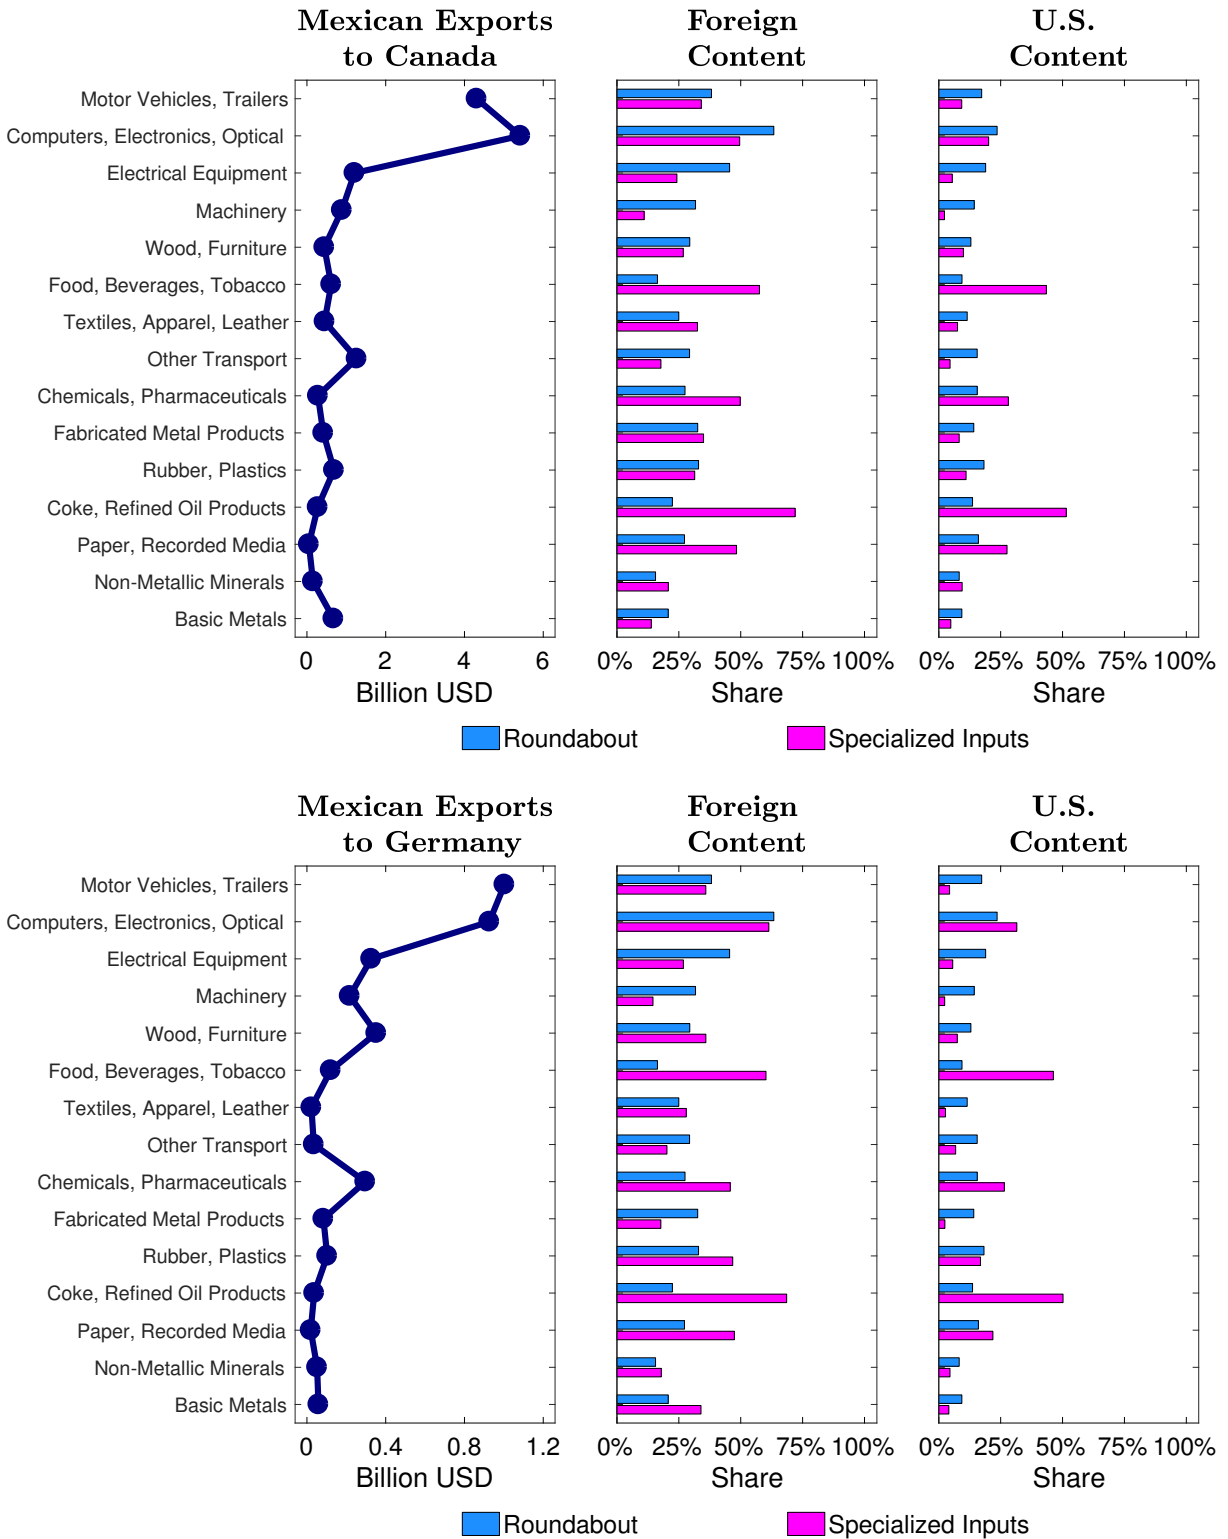 Mexican Exports
to Canada
Foreign
Content
U.S.
Content
Motor Vehicles, Trailers
Computers, Electronics, Optical
Electrical Equipment
Machinery
Wood, Furniture
Food, Beverages, Tobacco
Textiles, Apparel, Leather
Other Transport
Chemicals, Pharmaceuticals
Fabricated Metal Products
Rubber, Plastics
Coke, Refined Oil Products
Paper, Recorded Media
Non-Metallic Minerals
Basic Metals
0 2 4 6
Billion USD
0% 25% 50% 75% 100%
Share
0% 25% 50% 75% 100%
Share
Roundabout
Specialized Inputs
Mexican Exports
to Germany
Foreign
Content
U.S.
Content
Motor Vehicles, Trailers
Computers, Electronics, Optical
Electrical Equipment
Machinery
Wood, Furniture
Food, Beverages, Tobacco
Textiles, Apparel, Leather
Other Transport
Chemicals, Pharmaceuticals
Fabricated Metal Products
Rubber, Plastics
Coke, Refined Oil Products
Paper, Recorded Media
Non-Metallic Minerals
Basic Metals
0 0.4 0.8 1.2
Billion USD
0% 25% 50% 75% 100%
Share
0% 25% 50% 75% 100%
Share
Roundabout
Specialized Inputs